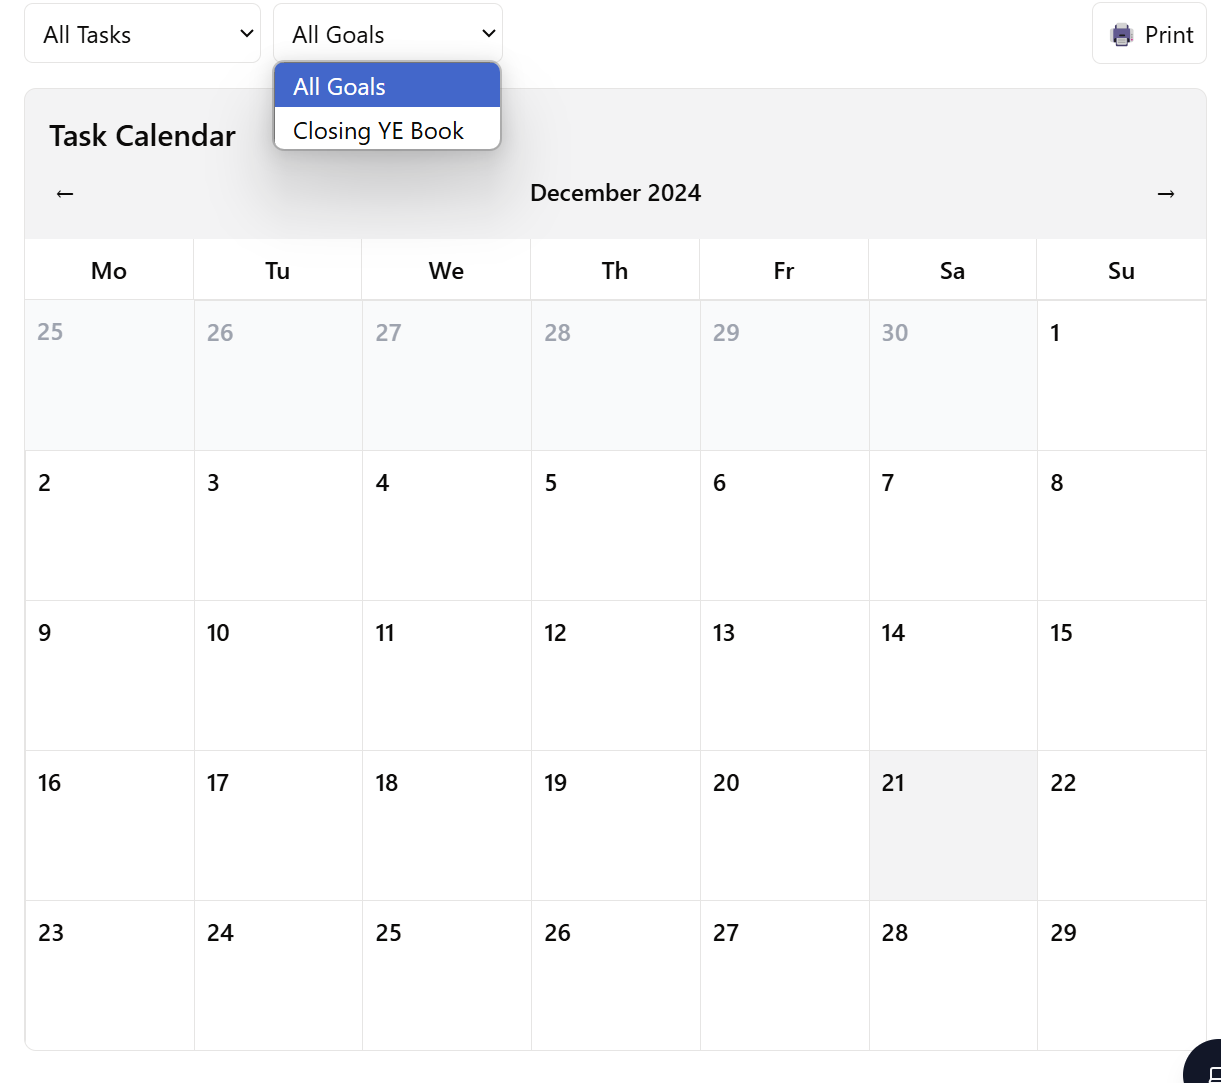 All Tasks All Goals Print
All Goals
Closing YE Book
Task Calendar
← December 2024 →
Mo Tu We Th Fr Sa Su
25 26 27 28 29 30 1
2 3 4 5 6 7 8
9 10 11 12 13 14 15
16 17 18 19 20 21 22
23 24 25 26 27 28 29